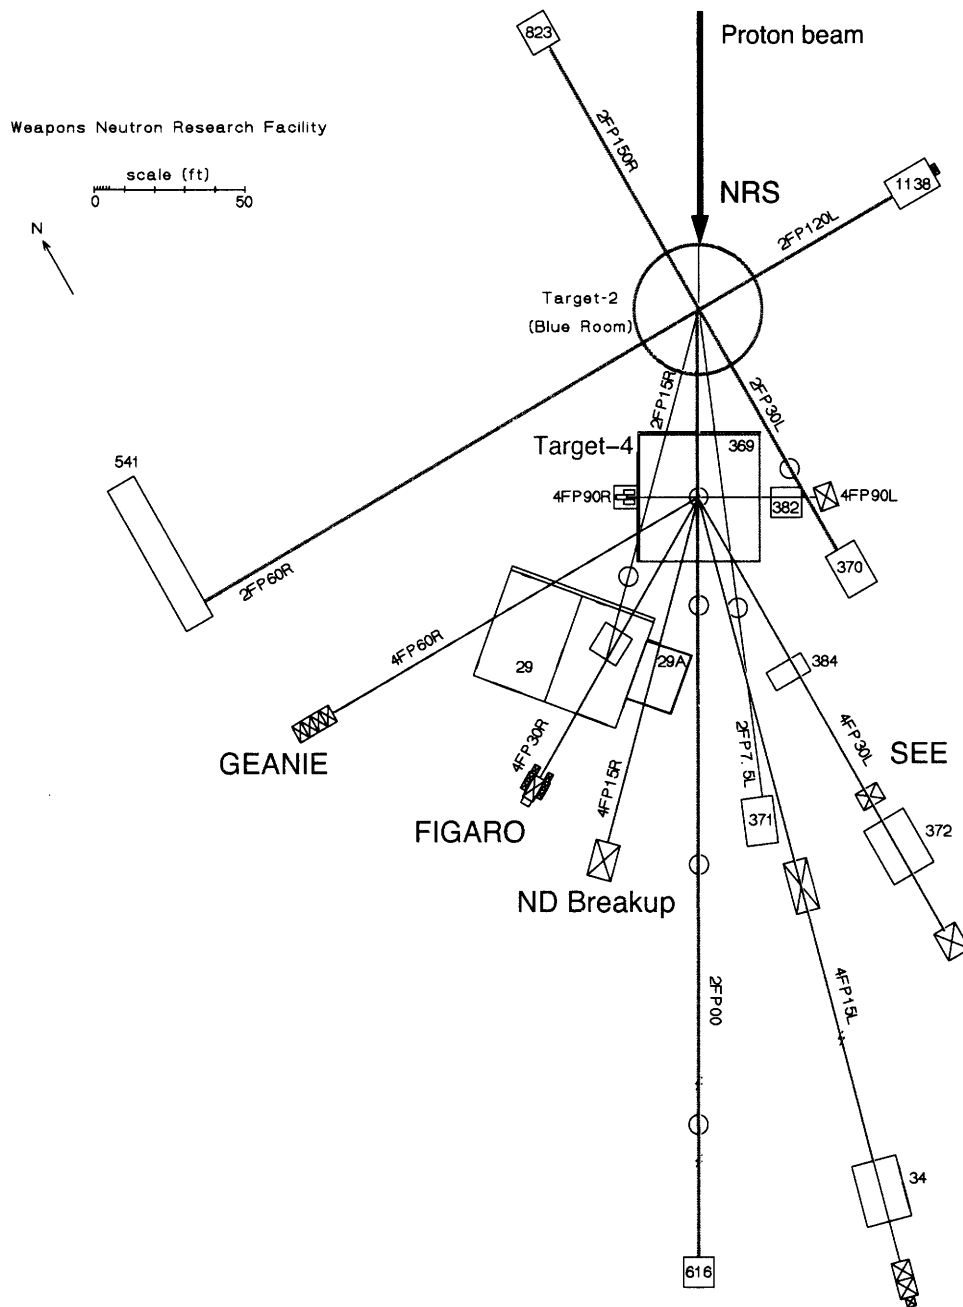 823
Proton beam
Weapons Neutron Research Facility
scale (ft)
0 50
N
2FP150R
1138
NRS
2FP120L
Target-2
(Blue Room)
2FP15R
2FP30L
Target-4
369
541
4FP90R
382
4FP90L
370
2FP60R
4FP60R
29
29A
384
2FP7.5L
4FP30L
GEANIE
4FP30R
4FP15R
SEE
371
372
FIGARO
ND Breakup
2FP00
4FP15L
34
616